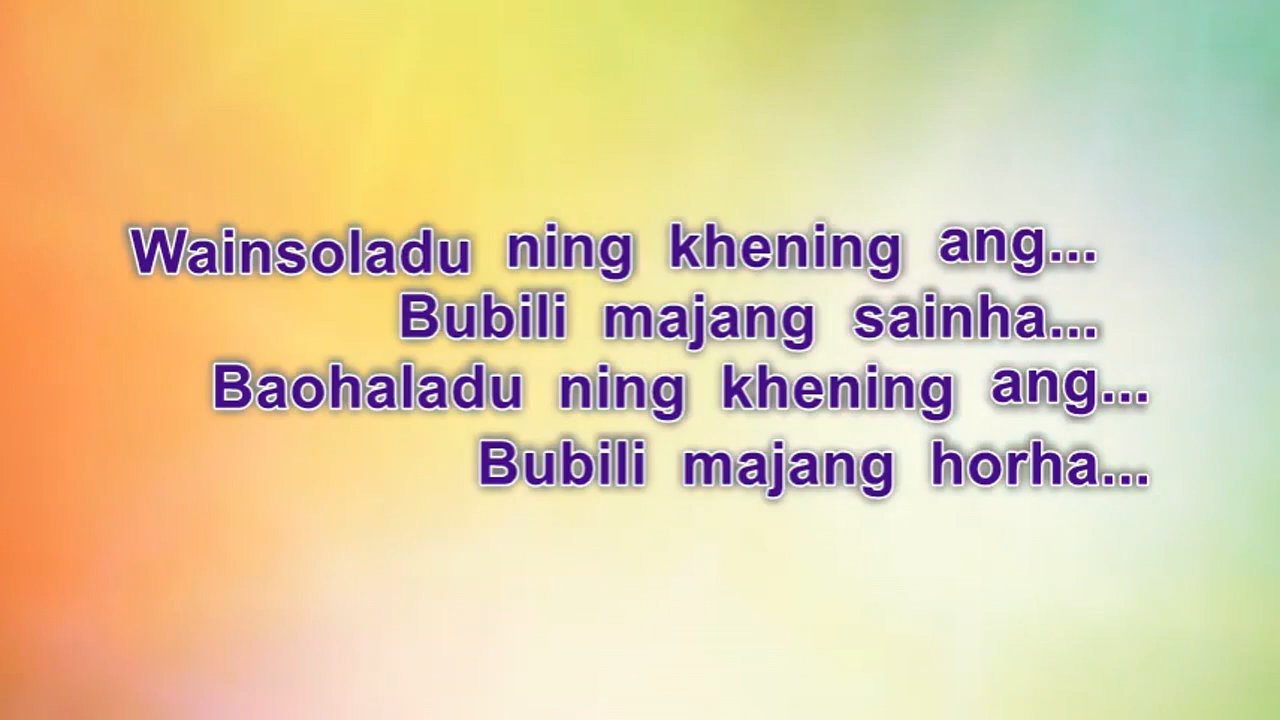 Wainsoladu ning khening ang...
Bubili majang sainha...
Baohaladu ning khening ang...
Bubili majang horha...